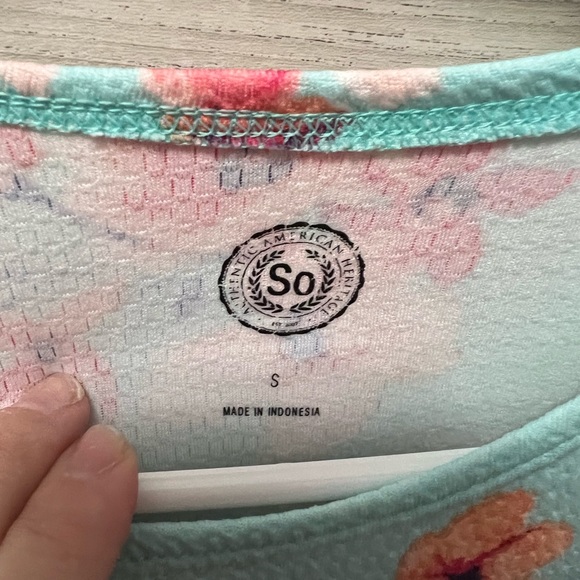 AUTHENTIC AMERICAN HERITAGE
So
S
MADE IN INDONESIA